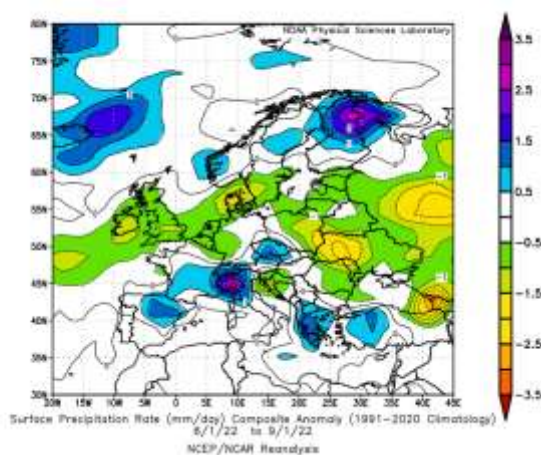 NOAA Physical Sciences Laboratory
80N
75N
70N
65N
60N
55N
50N
45N
40N
35N
30N
20W 15W 10W 5W 0 5E 10E 15E 20E 25E 30E 35E 40E 45E
3.5
2.5
1.5
0.5
-0.5
-1.5
-2.5
-3.5
Surface Precipitation Rate (mm/day) Composite Anomaly (1991-2020 Climatology)
6/1/22 to 9/1/22
NCEP/NCAR Reanalysis